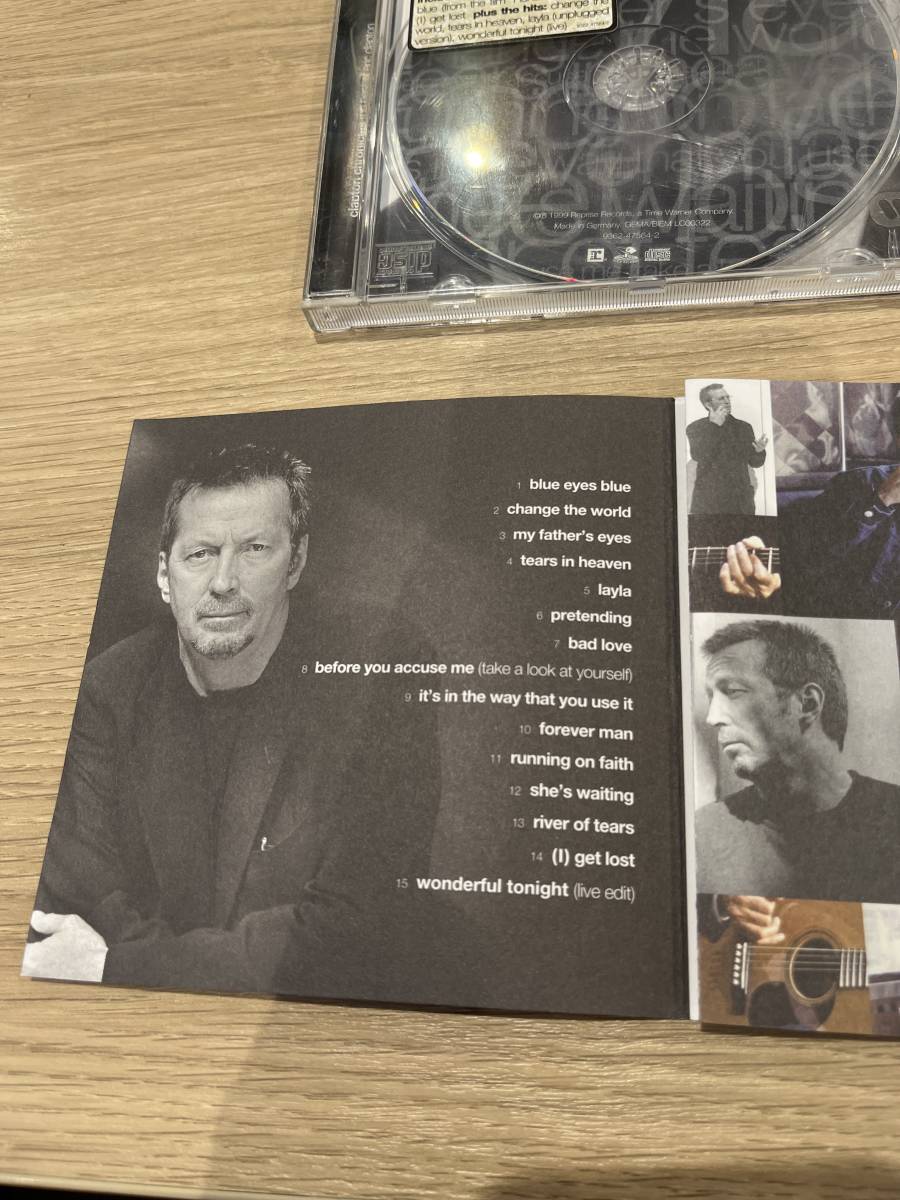 blue (from the film
(I) get lost plus the hits: change the
world, tears in heaven, layla (unplugged
version), wonderful tonight (live)
clapton chronicles
eric clapton
℗© 1999 Reprise Records, a Time Warner Company.
Made in Germany. GEMA/BIEM LC00322
9362-47564-2
1 blue eyes blue
2 change the world
3 my father's eyes
4 tears in heaven
5 layla
6 pretending
7 bad love
8 before you accuse me (take a look at yourself)
9 it's in the way that you use it
10 forever man
11 running on faith
12 she's waiting
13 river of tears
14 (I) get lost
15 wonderful tonight (live edit)